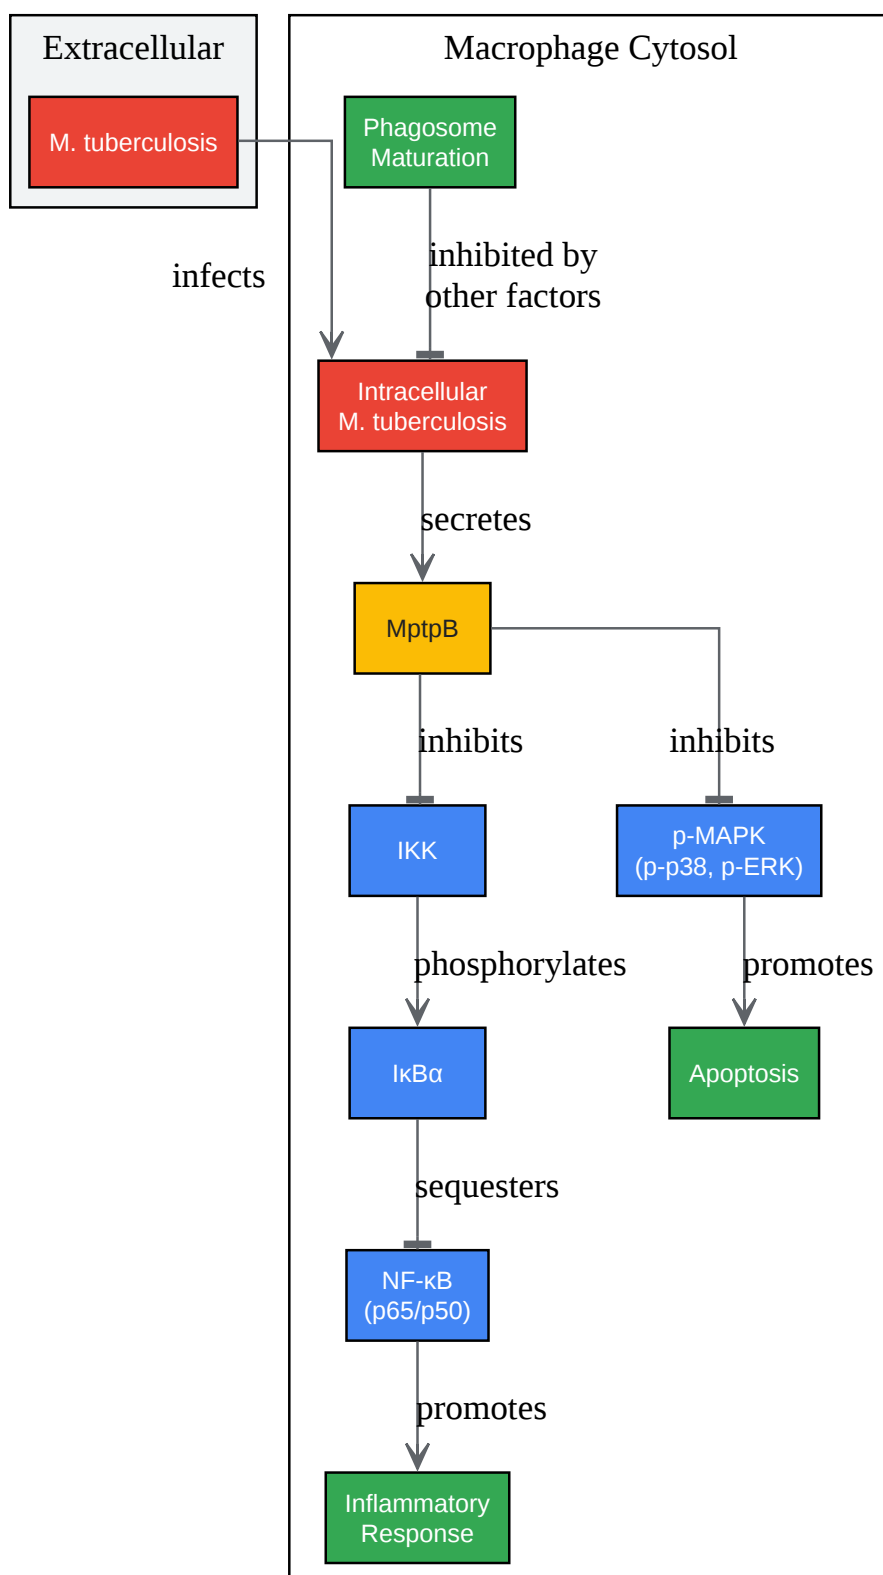 Extracellular
Macrophage Cytosol
M. tuberculosis
Phagosome
Maturation
infects
inhibited by
other factors
Intracellular
M. tuberculosis
secretes
MptpB
inhibits
inhibits
IKK
p-MAPK
(p-p38, p-ERK)
phosphorylates
promotes
IκBα
Apoptosis
sequesters
NF-κB
(p65/p50)
promotes
Inflammatory
Response